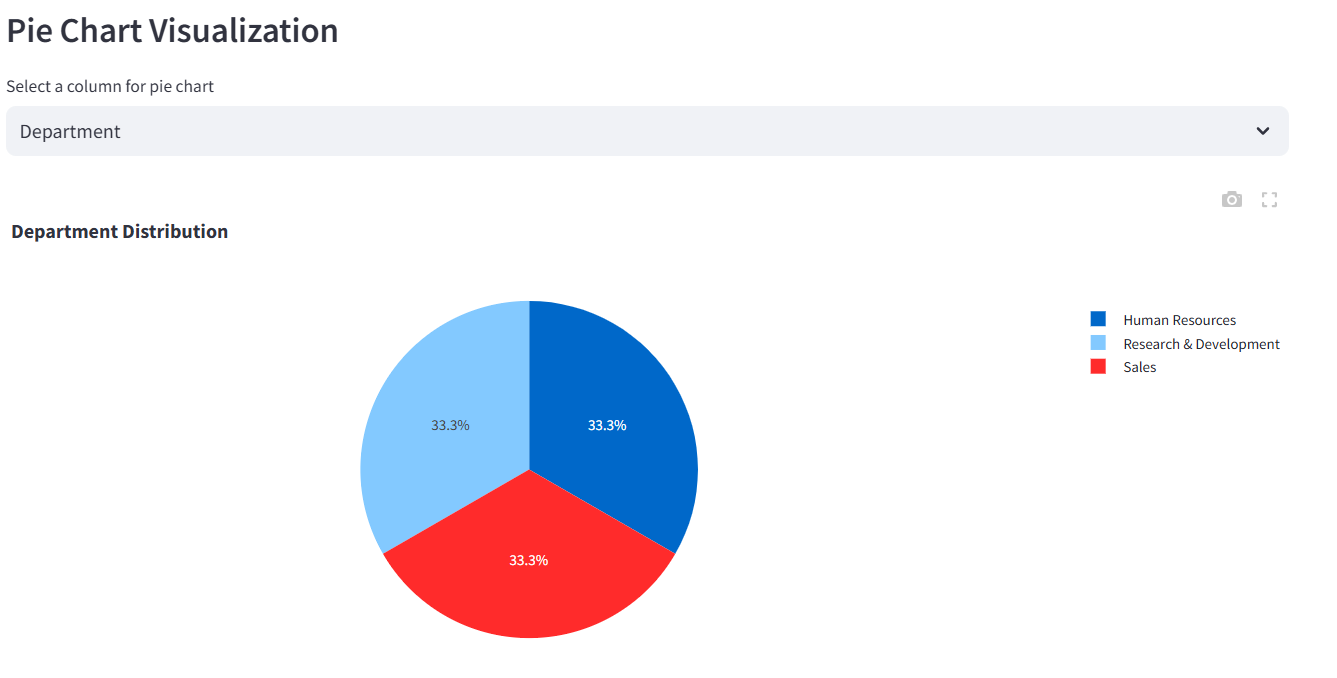 Pie Chart Visualization
Select a column for pie chart
Department
Department Distribution
Human Resources
Research & Development
Sales
33.3%
33.3%
33.3%